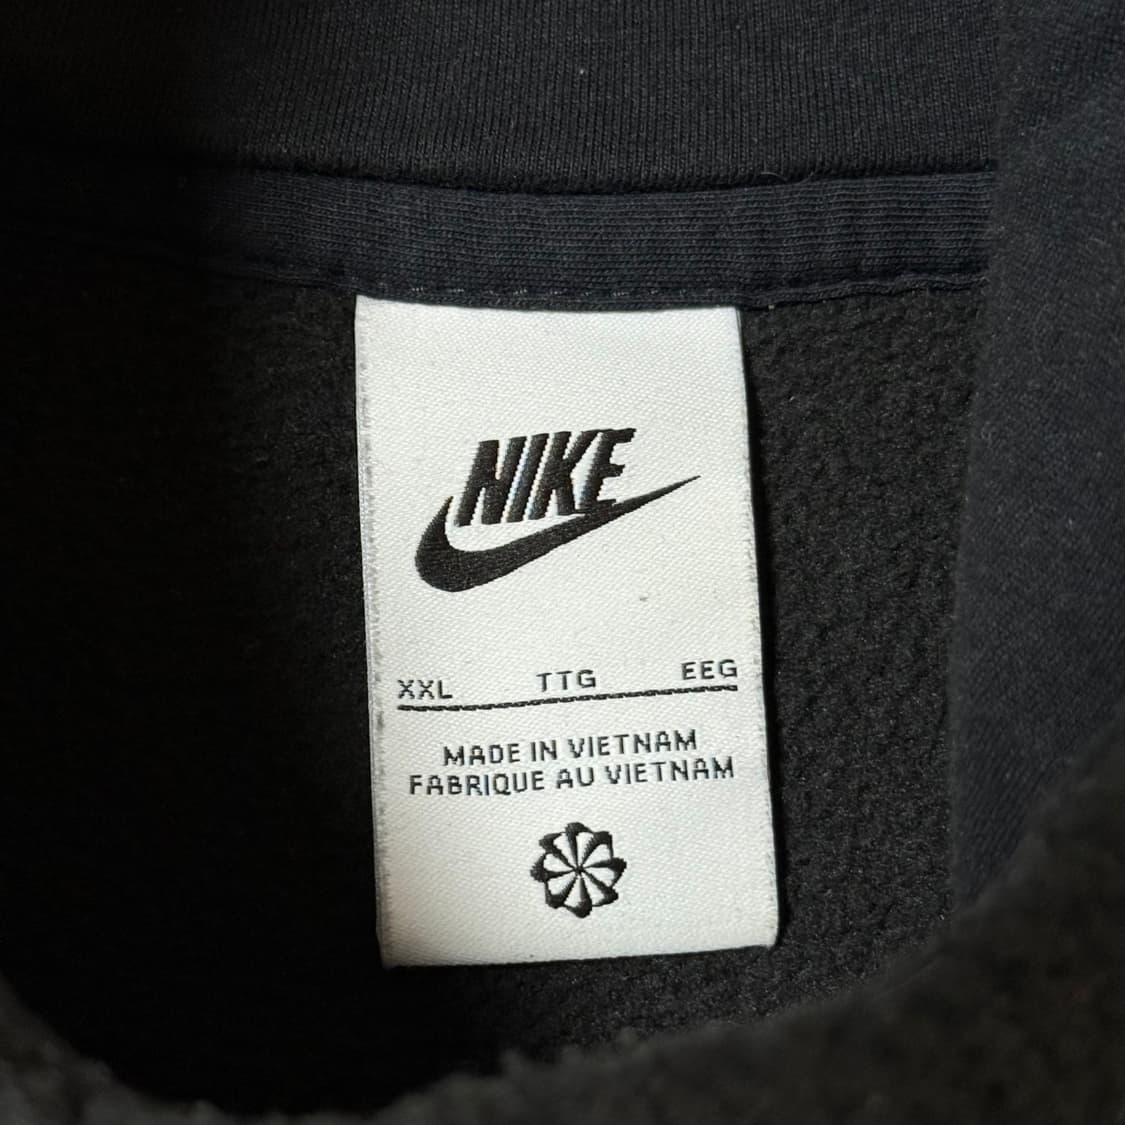 NIKE
XXL TTG EEG
MADE IN VIETNAM
FABRIQUE AU VIETNAM